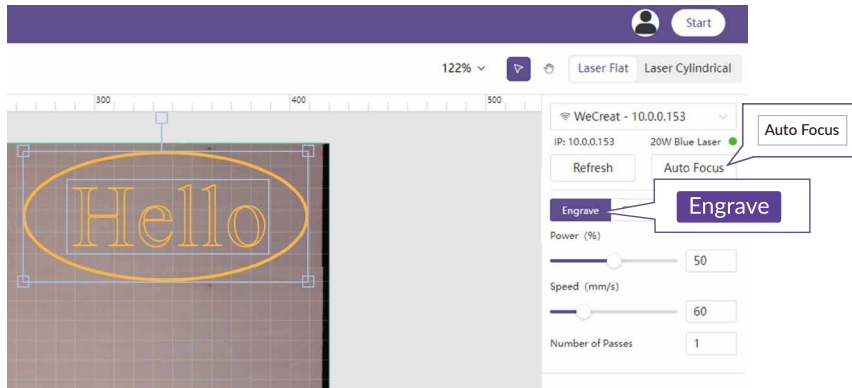 Start
122%
Laser Flat
Laser Cylindrical
300
400
500
WeCreat - 10.0.0.153
IP: 10.0.0.153
20W Blue Laser
Refresh
Auto Focus
Auto Focus
Engrave
Engrave
Power (%)
50
Speed (mm/s)
60
Number of Passes
1
Hello